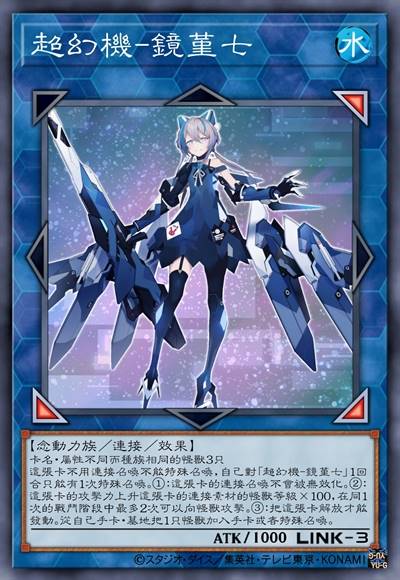 超幻機-鏡菫七
水
【念動力族／連接／效果】
卡名·屬性不同而種族相同的怪獸3只
這張卡不用連接召喚不能特殊召喚，自己對「超幻機-鏡菫七」1回
合只能有1次特殊召喚。①：這張卡的連接召喚不會被無效化。②：
這張卡的攻擊力上升這張卡的連接素材的怪獸等級×100，在同1
次的戰鬥階段中最多2次可以向怪獸攻擊。③：把這張卡解放才能
發動。從自己手卡·墓地把1只怪獸加入手卡或者特殊召喚。
ATK/1000 LINK-3
©スタジオ·ダイス／集英社·テレビ東京·KONAMI